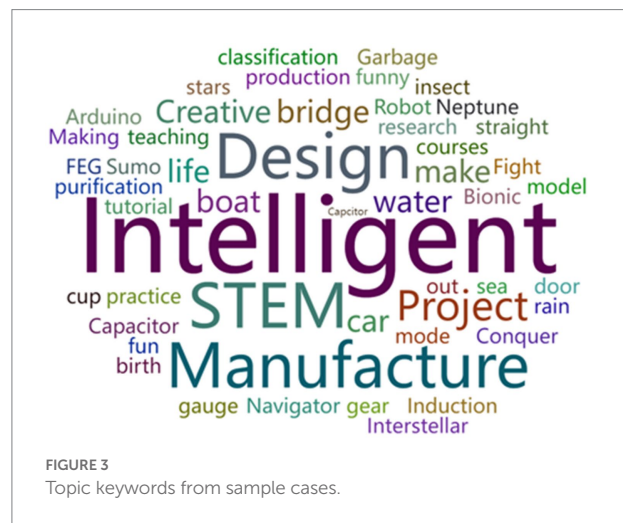 classification Garbage
production funny
stars insect
Creative bridge Robot Neptune
Arduino
research straight
Making teaching
courses
Design
FEG Sumo life make Fight
purification model
tutorial boat Capcitor water Bionic
Intelligent
out sea door
cup practice STEM Project rain
Capacitor car
mode Conquer
fun
birth Manufacture
gauge Navigator gear Induction
Interstellar
FIGURE 3
Topic keywords from sample cases.